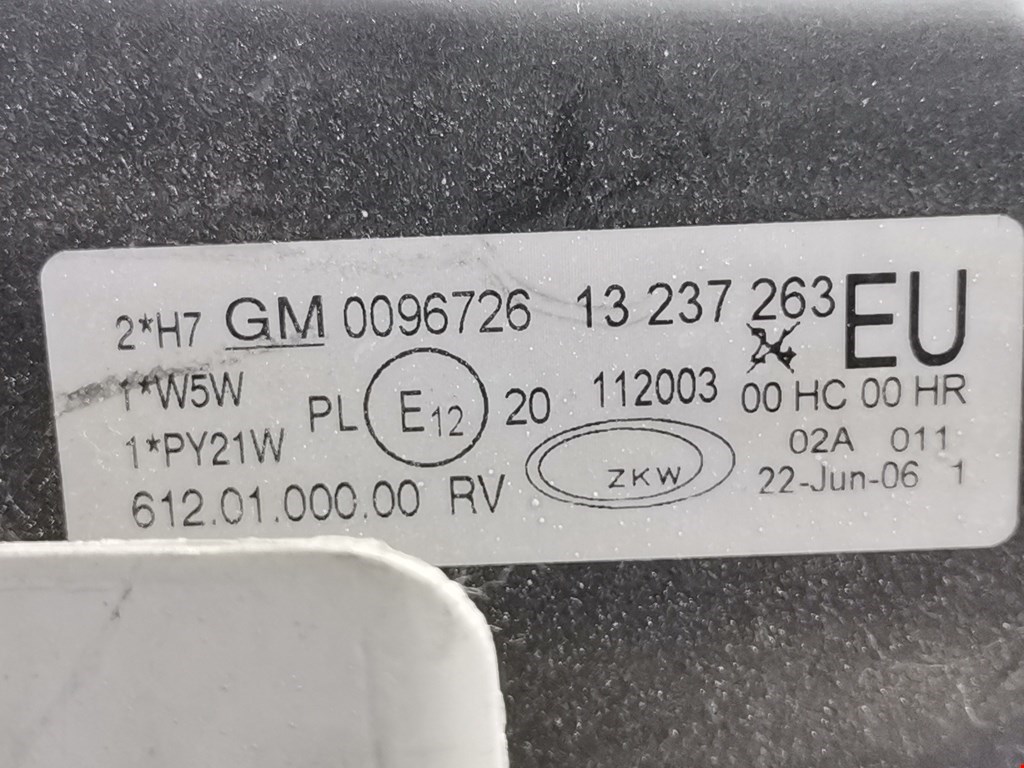 2*H7 GM 0096726 13 237 263 EU
1*W5W PL E12 20 112003 00 HC 00 HR
1*PY21W ZKW 02A 011
612.01.000.00 RV 22-Jun-06 1